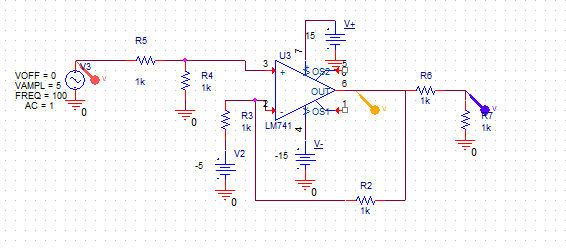 R5
1k
V3
VOFF = 0
VAMPL = 5
FREQ = 100
AC = 1
V
0
R4
1k
0
3
+
U3
7
15
V+
5
OS2
0
6
OUT
OS1
1
2
-
LM741
4
V-
-15
0
R3
1k
V2
-5
0
R2
1k
V
R6
1k
V
R7
1k
0